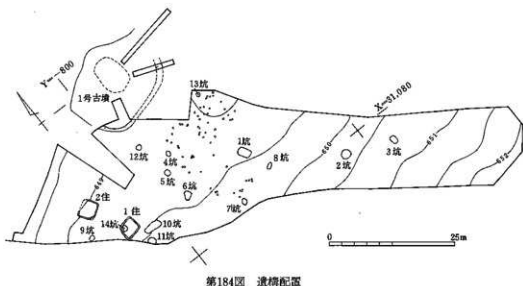 Y=-800
1号古墳
13坑
X=31,080
12坑
4坑
5坑
6坑
1坑
8坑
2坑
3坑
7坑
649
650
651
652
2住
1住
14坑
9坑
10坑
11坑
0
25m
第184図 遺構配置